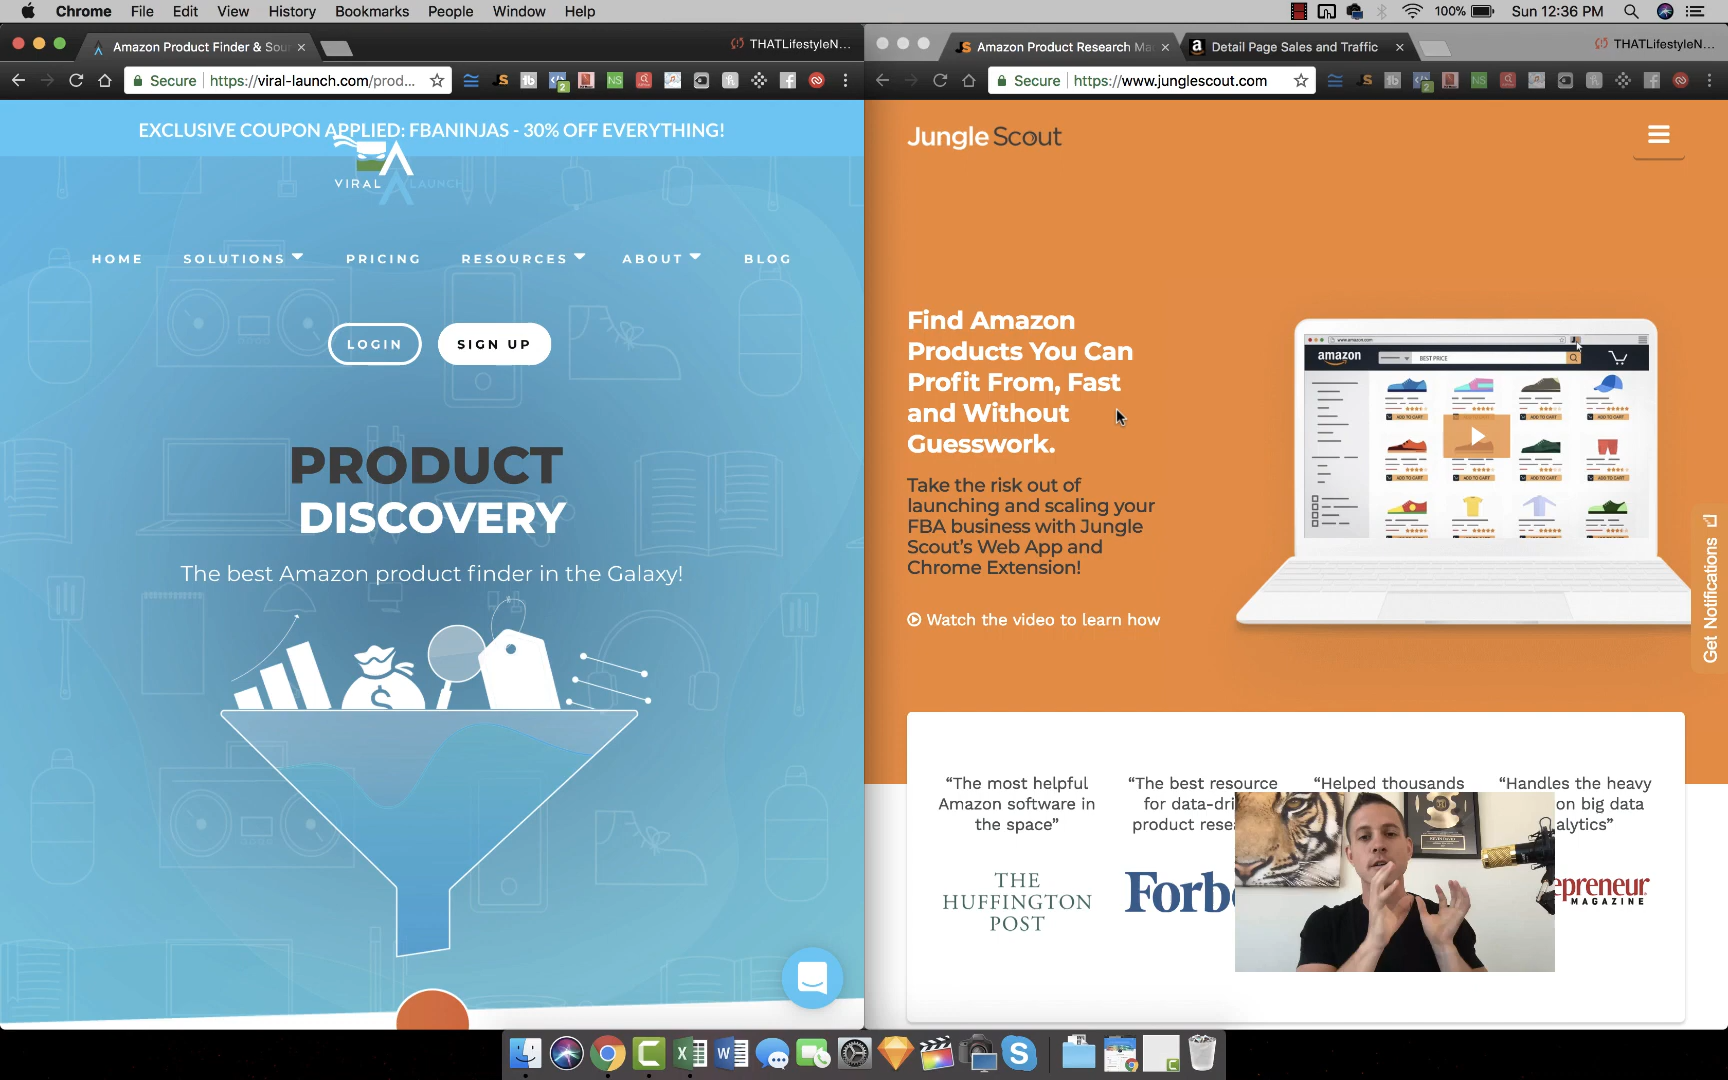 Chrome File Edit View History Bookmarks People Window Help
100% Sun 12:36 PM
Amazon Product Finder & Sour
THATLifestyleN...
Secure https://viral-launch.com/prod...
EXCLUSIVE COUPON APPLIED: FBANINJAS - 30% OFF EVERYTHING!
VIRAL LAUNCH
HOME SOLUTIONS PRICING RESOURCES ABOUT BLOG
LOGIN SIGN UP
PRODUCT
DISCOVERY
The best Amazon product finder in the Galaxy!
Amazon Product Research Ma
Detail Page Sales and Traffic
THATLifestyleN...
Secure https://www.junglescout.com
Jungle Scout
Find Amazon
Products You Can
Profit From, Fast
and Without
Guesswork.
Take the risk out of
launching and scaling your
FBA business with Jungle
Scout's Web App and
Chrome Extension!
Watch the video to learn how
amazon
BEST PRICE
Get Notifications
“The most helpful
Amazon software in
the space”
THE
HUFFINGTON
POST
“The best resource
for data-dri
product resea
Forb
“Helped thousands
“Handles the heavy
on big data
alytics”
epreneur
MAGAZINE